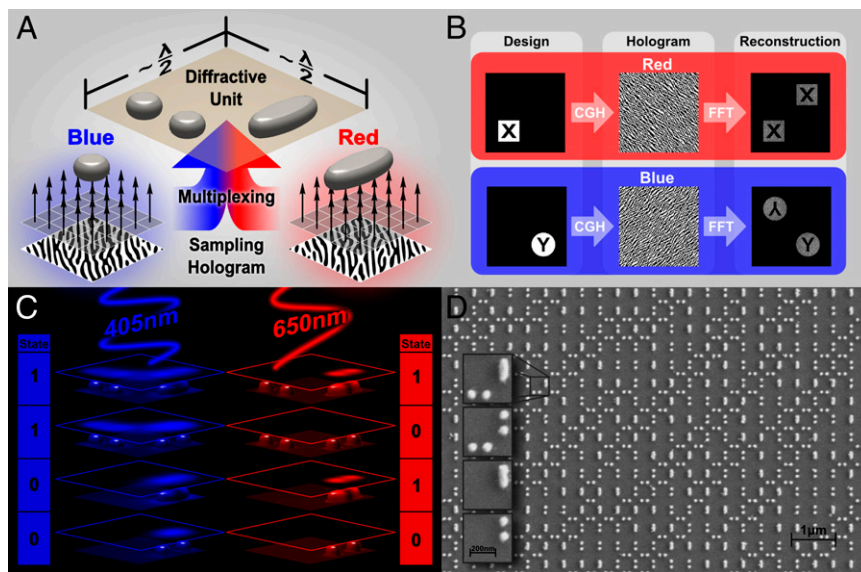 A
~ λ/2
~ λ/2
Diffractive
Unit
Blue
Red
Multiplexing
Sampling
Hologram
B
Design
Hologram
Reconstruction
Red
X
CGH
FFT
X
X
Blue
Y
CGH
FFT
Y
Y
C
405nm
650nm
State
State
1
1
1
0
0
1
0
0
D
200nm
1μm